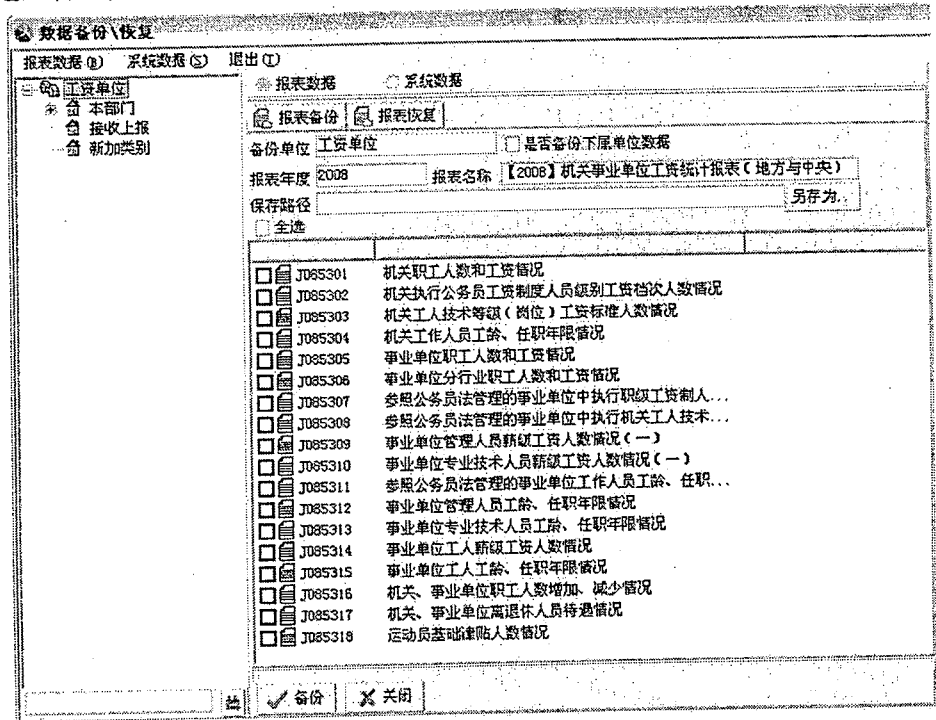 数据备份\恢复
报表数据(B) 系统数据(S) 退出(T)
工资单位
本部门
接收上报
新加类别
报表数据 系统数据
报表备份 报表恢复
备份单位 工资单位 是否备份下属单位数据
报表年度 2008 报表名称 【2008】机关事业单位工资统计报表(地方与中央)
保存路径 另存为..
全选
J085301 机关职工人数和工资情况
J085302 机关执行公务员工资制度人员级别工资档次人数情况
J085303 机关工人技术等级(岗位)工资标准人数情况
J085304 机关工作人员工龄、任职年限情况
J085305 事业单位职工人数和工资情况
J085306 事业单位分行业职工人数和工资情况
J085307 参照公务员法管理的事业单位中执行职级工资制人...
J085308 参照公务员法管理的事业单位中执行机关工人技术...
J085309 事业单位管理人员薪级工资人数情况(一)
J085310 事业单位专业技术人员薪级工资人数情况(一)
J085311 参照公务员法管理的事业单位工作人员工龄、任职...
J085312 事业单位管理人员工龄、任职年限情况
J085313 事业单位专业技术人员工龄、任职年限情况
J085314 事业单位工人薪级工资人数情况
J085315 事业单位工人工龄、任职年限情况
J085316 机关、事业单位职工人数增加、减少情况
J085317 机关、事业单位离退休人员待遇情况
J085318 运动员基础津贴人数情况
备份 关闭